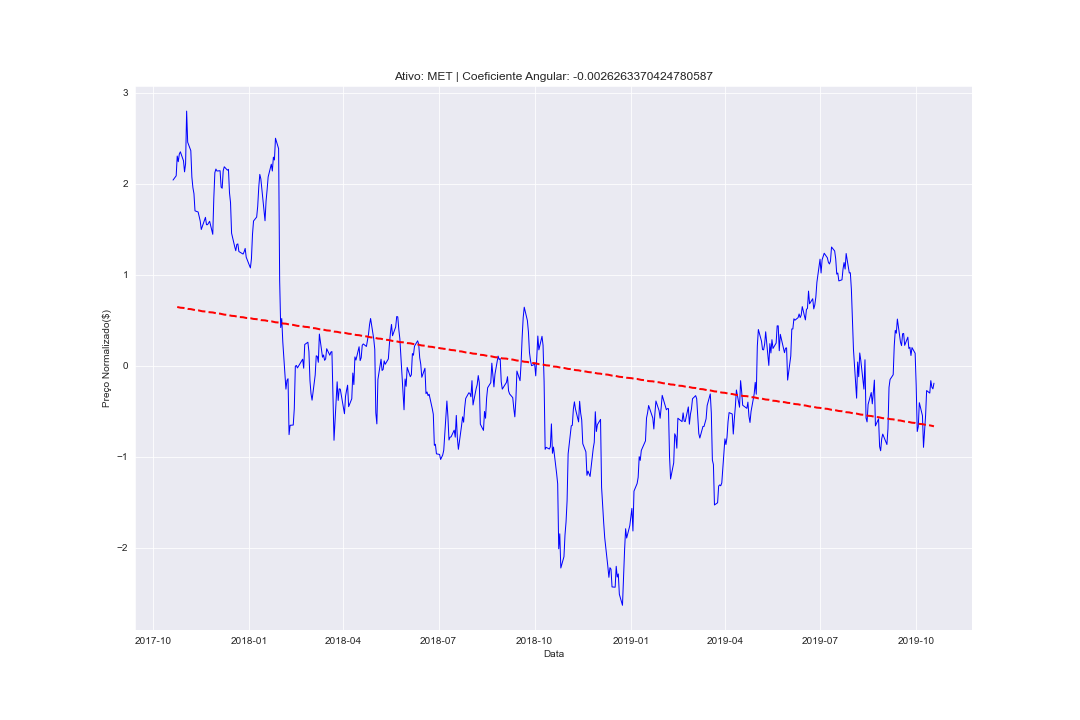 Ativo: MET | Coeficiente Angular: -0.0026263370424780587
3
2
1
0
−1
−2
Preço Normalizado($)
2017-10 2018-01 2018-04 2018-07 2018-10 2019-01 2019-04 2019-07 2019-10
Data